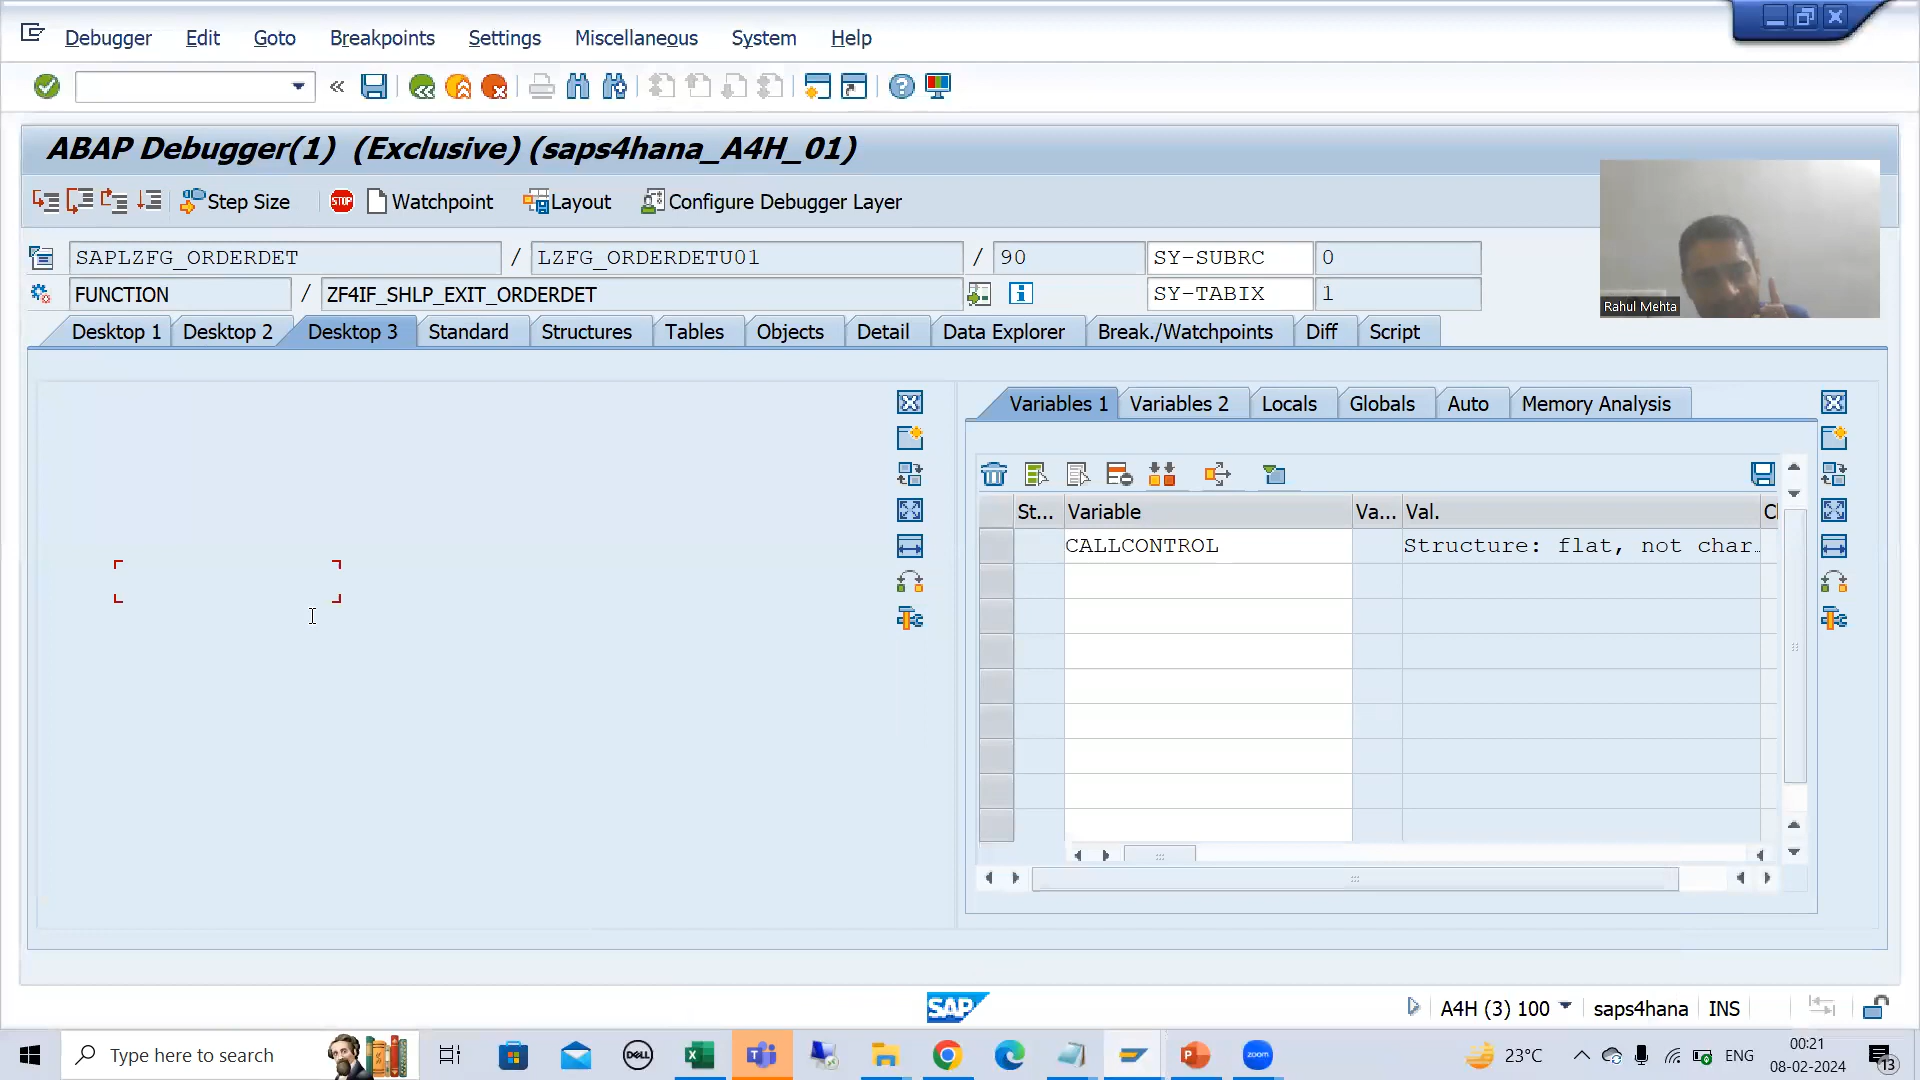 Debugger Edit Goto Breakpoints Settings Miscellaneous System Help
ABAP Debugger(1) (Exclusive) (saps4hana_A4H_01)
Step Size STOP Watchpoint Layout Configure Debugger Layer
SAPLZFG_ORDERDET / LZFG_ORDERDETU01 / 90 SY-SUBRC 0
FUNCTION / ZF4IF_SHLP_EXIT_ORDERDET SY-TABIX 1
Rahul Mehta
Desktop 1 Desktop 2 Desktop 3 Standard Structures Tables Objects Detail Data Explorer Break./Watchpoints Diff Script
Variables 1 Variables 2 Locals Globals Auto Memory Analysis
St... Variable Va... Val. C
CALLCONTROL Structure: flat, not char
SAP A4H (3) 100 saps4hana INS
Type here to search DELL zoom 23°C ENG 00:21
08-02-2024 13